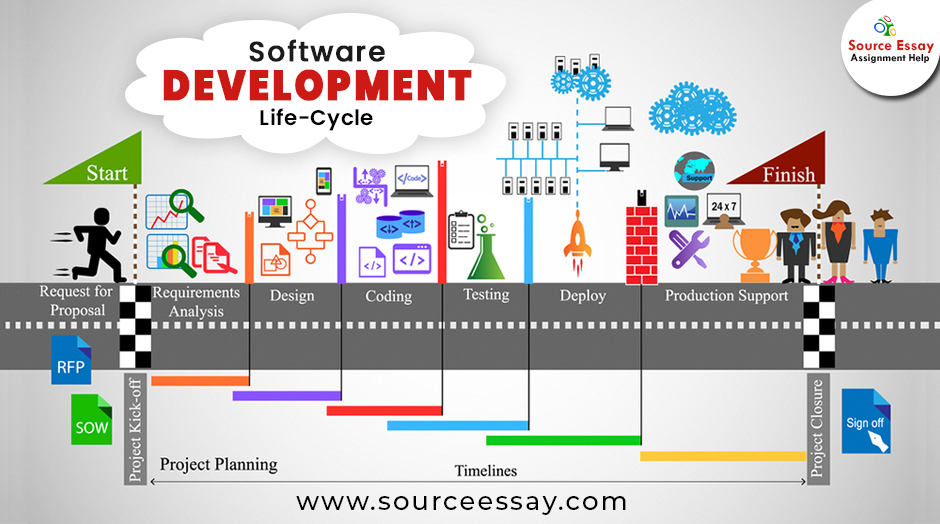 Software
DEVELOPMENT
Life-Cycle
Source Essay
Assignment Help
Start
Finish
</Code>
Support
24 x 7
</>
</>
Request for
Proposal
Requirements
Analysis
Design
Coding
Testing
Deploy
Production Support
RFP
SOW
Project Kick-off
Project Closure
Sign off
Project Planning
Timelines
www.sourceessay.com